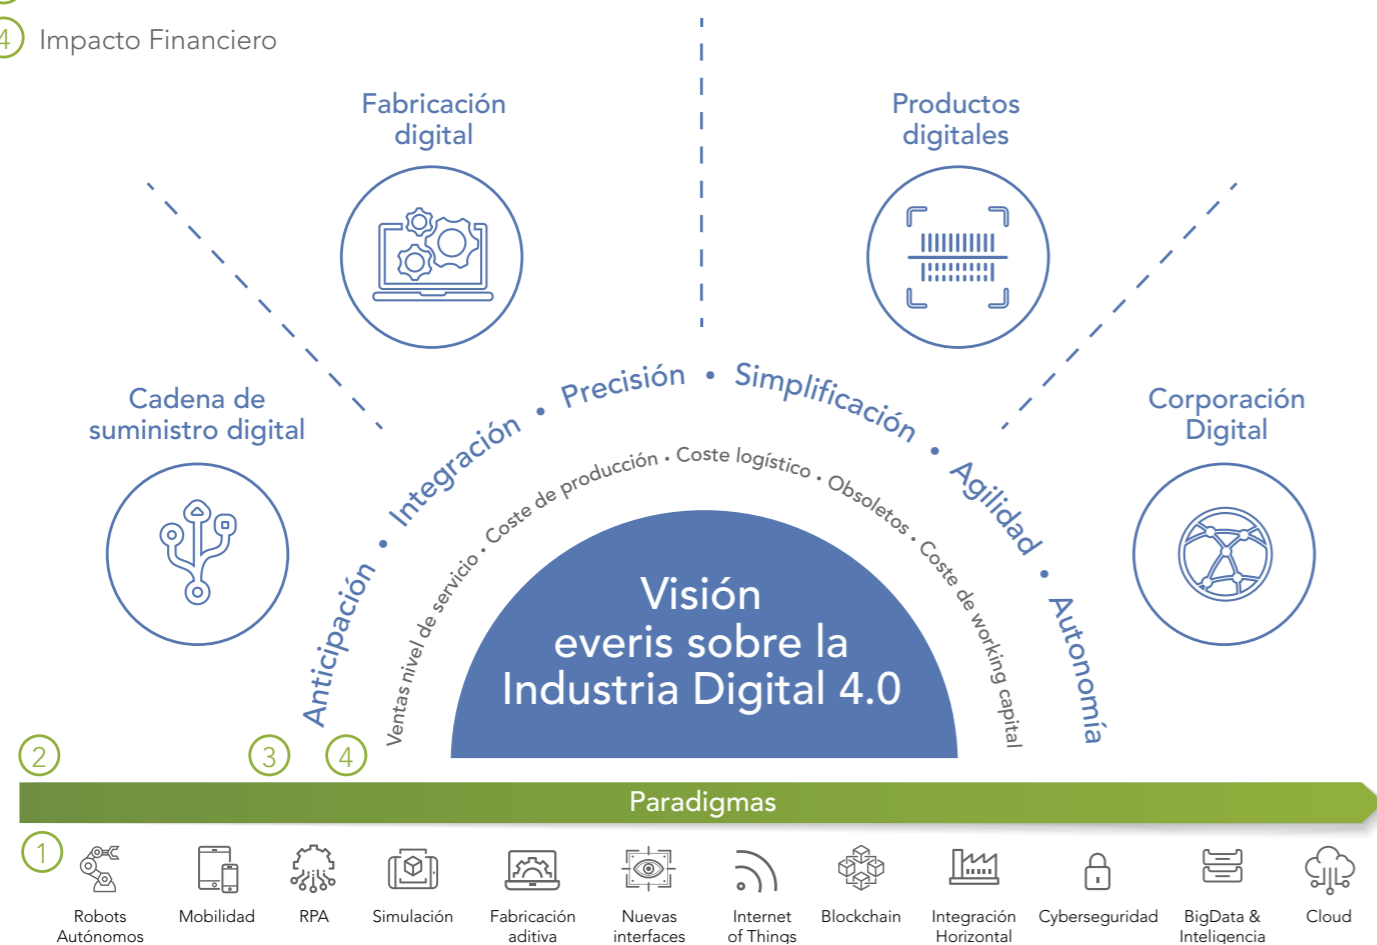 4 Impacto Financiero
Fabricación
digital
Productos
digitales
Cadena de
suministro digital
Corporación
Digital
Anticipación • Integración • Precisión • Simplificación • Agilidad • Autonomía
Ventas nivel de servicio • Coste de producción • Coste logístico • Obsoletos • Coste de working capital
Visión
everis sobre la
Industria Digital 4.0
2
3
4
Paradigmas
1
Robots
Autónomos
Mobilidad
RPA
Simulación
Fabricación
aditiva
Nuevas
interfaces
Internet
of Things
Blockchain
Integración
Horizontal
Cyberseguridad
BigData &
Inteligencia
Cloud